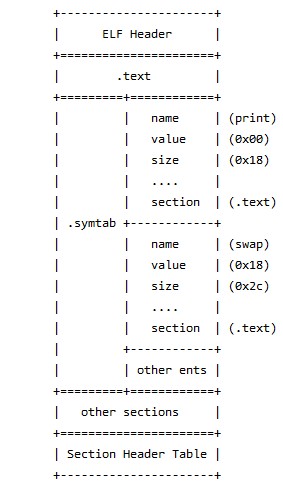 +---------------------+
|      ELF Header     |
+=====================+
|        .text        |
+=========+===========+
|         |   name    | (print)
|         |   value   | (0x00)
|         |   size    | (0x18)
|         |   ....    |
|         |   section | (.text)
| .symtab +-----------+
|         |   name    | (swap)
|         |   value   | (0x18)
|         |   size    | (0x2c)
|         |   ....    |
|         |   section | (.text)
|         +-----------+
|         | other ents |
+=========+===========+
|   other sections    |
+=====================+
| Section Header Table |
+---------------------+